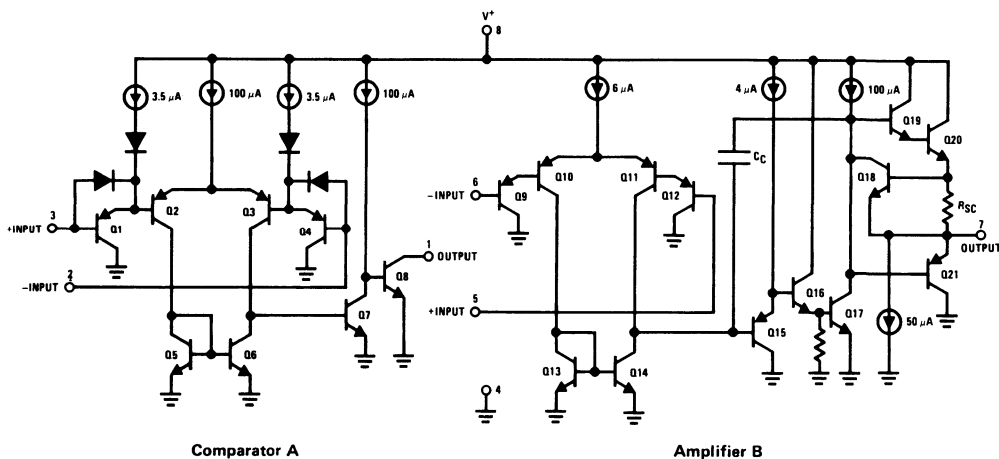 V+
8
3.5 µA
100 µA
3.5 µA
100 µA
6 µA
4 µA
100 µA
Q19
Q20
CC
Q10
Q11
Q18
6
-INPUT
Q9
Q12
RSC
7
OUTPUT
3
+INPUT
Q1
Q2
Q3
Q4
1
OUTPUT
Q8
2
-INPUT
Q7
5
+INPUT
Q16
Q17
Q15
Q21
50 µA
Q5
Q6
Q13
Q14
4
Comparator A
Amplifier B